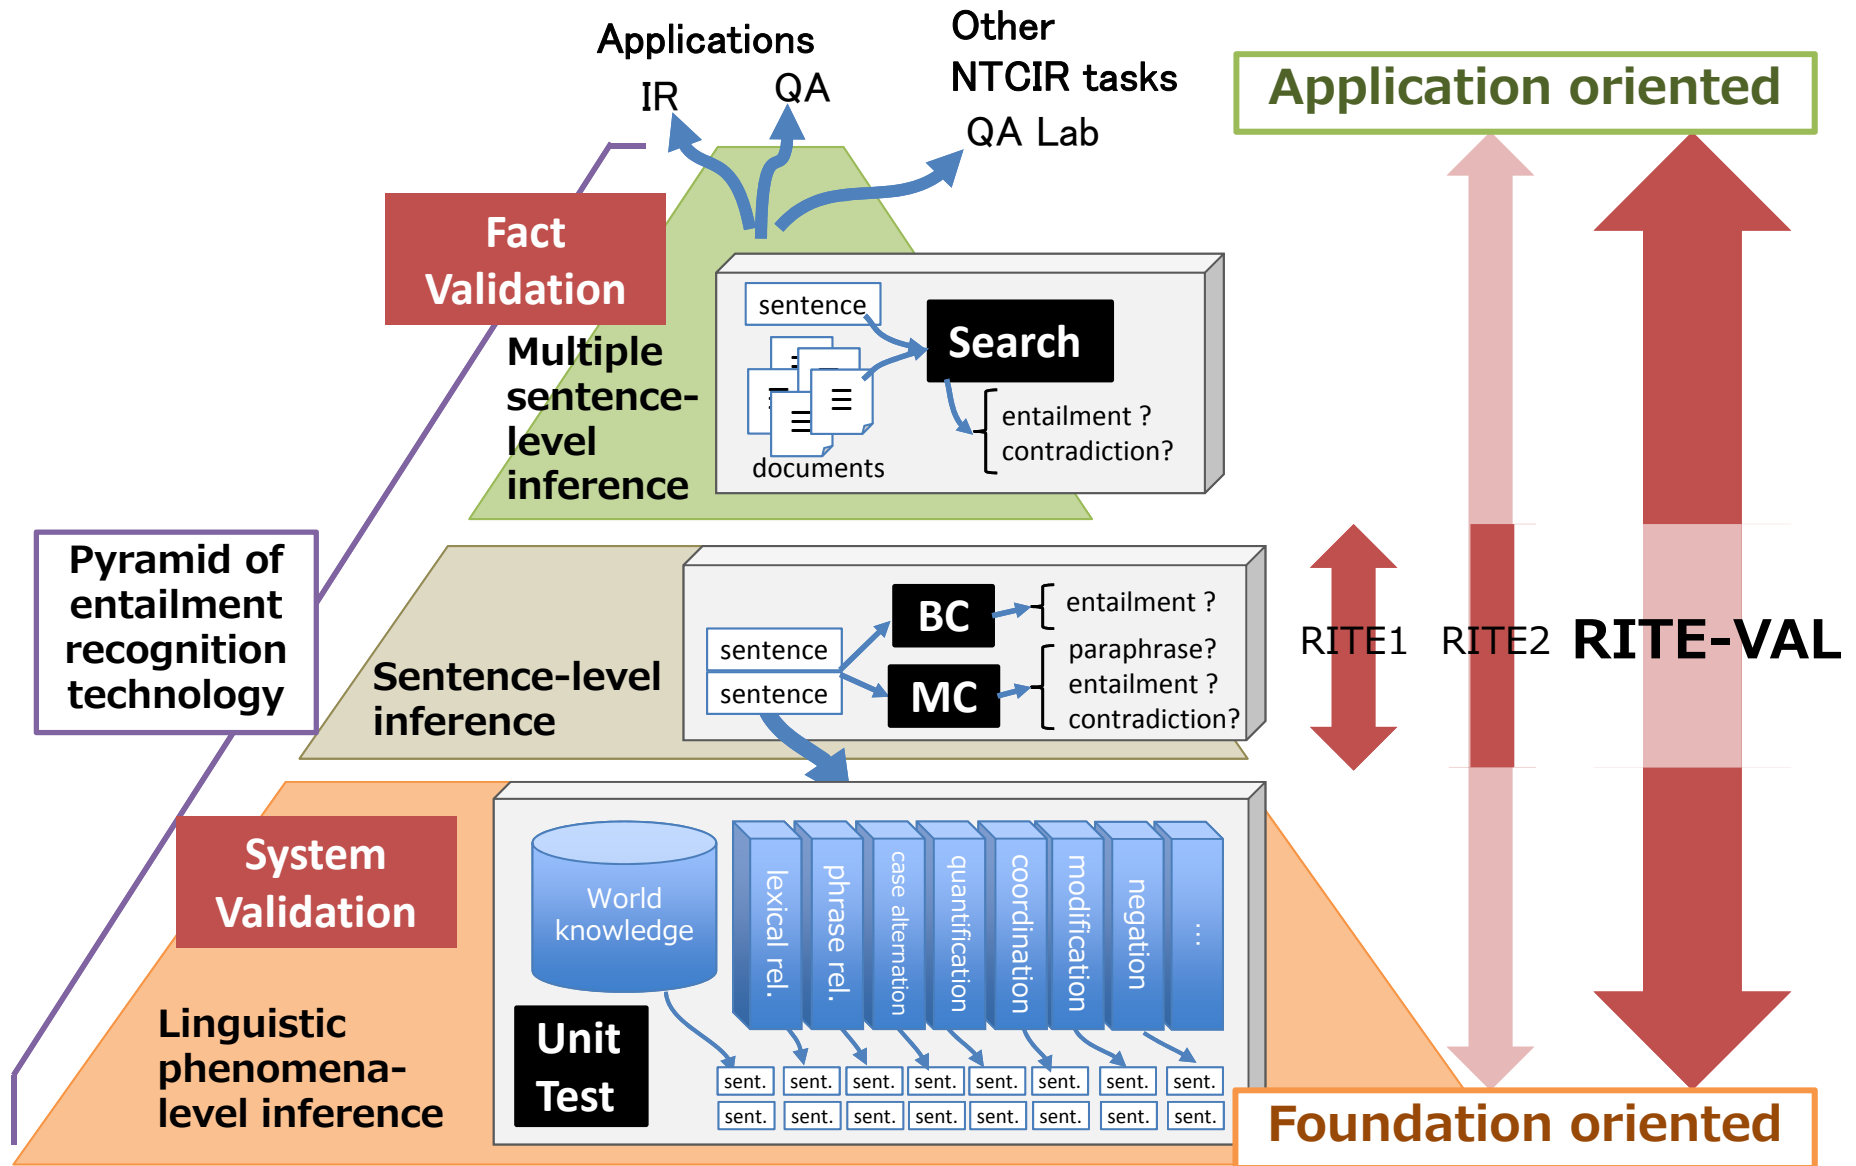 Applications
IR
QA
Other
NTCIR tasks
QA Lab
Application oriented
Fact
Validation
Multiple
sentence-
level
inference
sentence
documents
Search
entailment ?
contradiction?
Pyramid of
entailment
recognition
technology
Sentence-level
inference
sentence
sentence
BC
MC
entailment ?
paraphrase?
entailment ?
contradiction?
RITE1
RITE2
RITE-VAL
System
Validation
Linguistic
phenomena-
level inference
World
knowledge
lexical rel.
phrase rel.
case alternation
quantification
coordination
modification
negation
...
Unit
Test
sent. sent. sent. sent. sent. sent. sent. sent.
sent. sent. sent. sent. sent. sent. sent. sent.
Foundation oriented